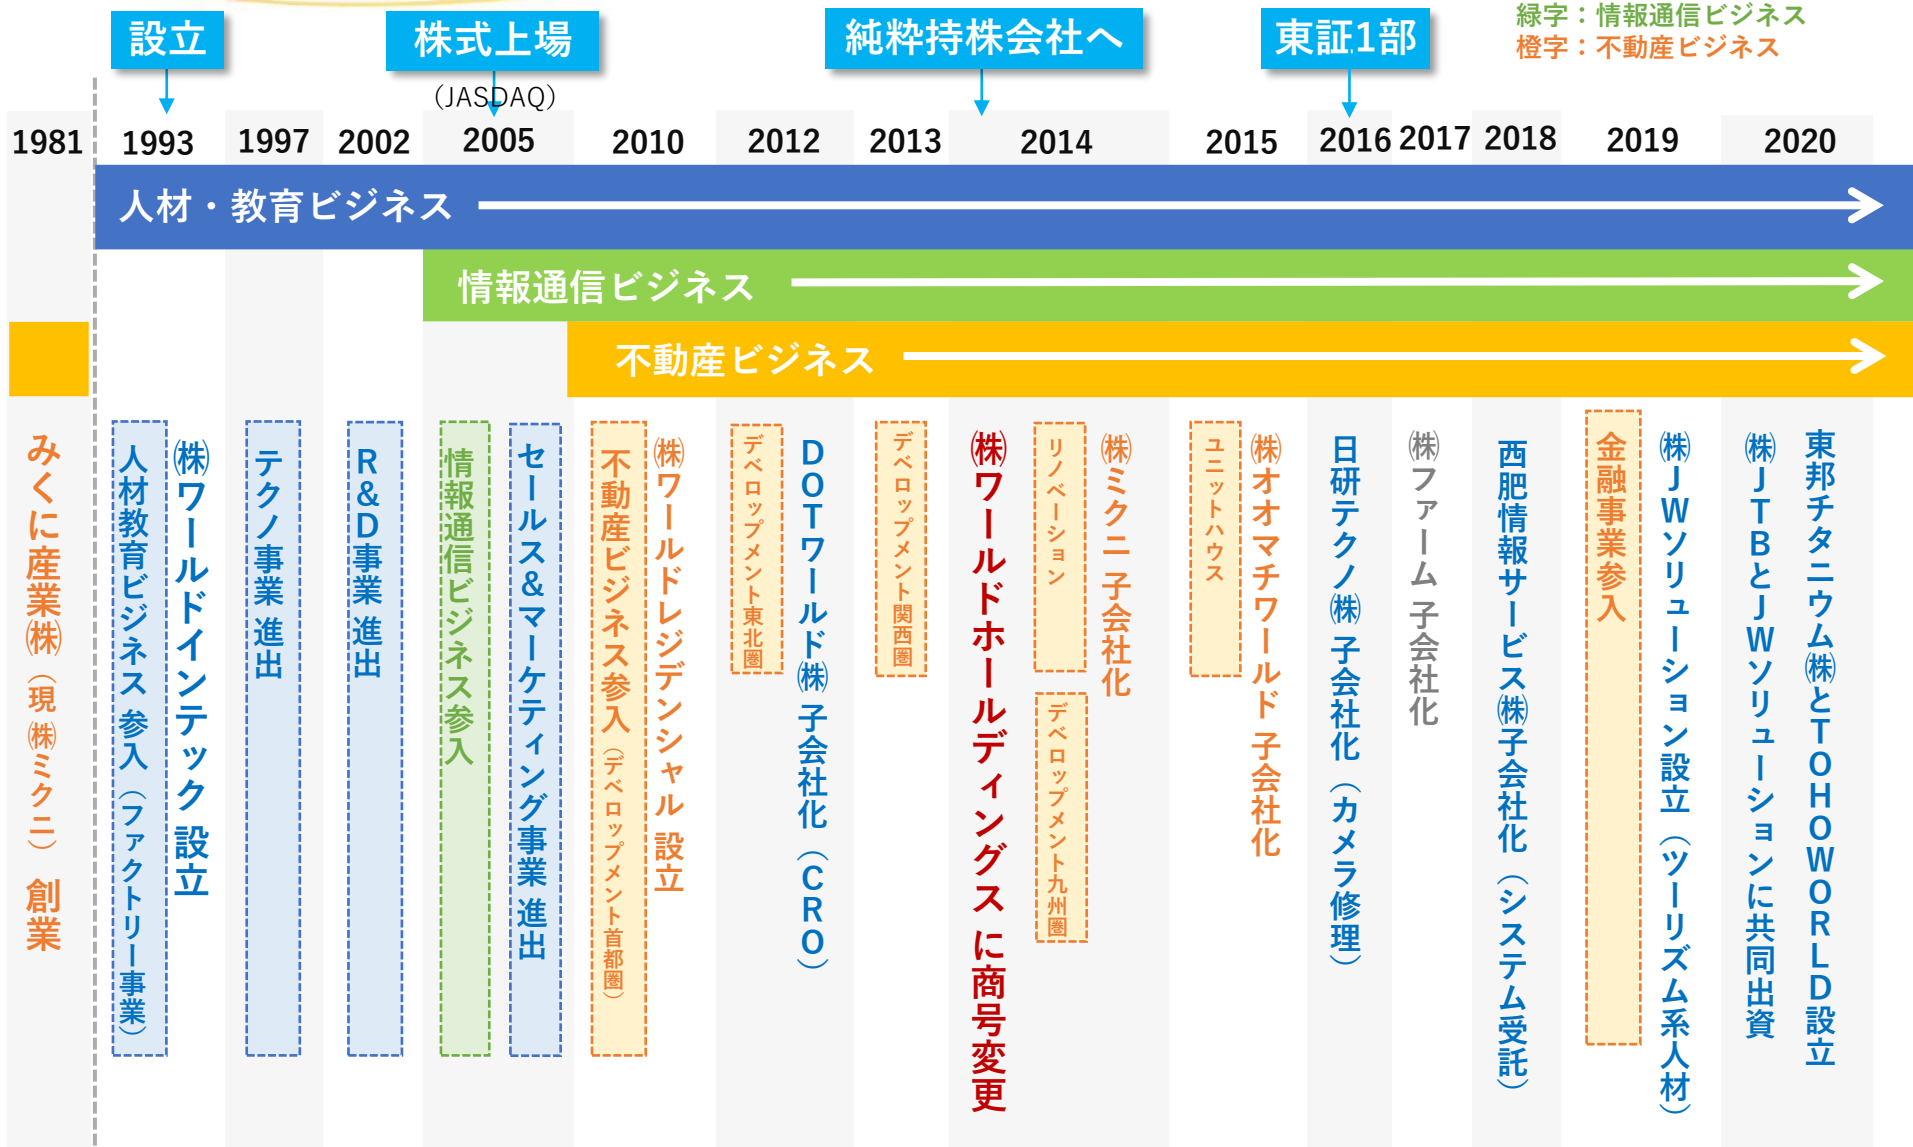 設立
株式上場
(JASDAQ)
純粋持株会社へ
東証1部
緑字：情報通信ビジネス
橙字：不動産ビジネス
1981
1993
1997
2002
2005
2010
2012
2013
2014
2015
2016
2017
2018
2019
2020
人材・教育ビジネス
情報通信ビジネス
不動産ビジネス
みくに産業㈱（現 ㈱ミクニ） 創業
人材教育ビジネス 参入（ファクトリー事業）
㈱ワールドインテック 設立
テクノ事業 進出
R＆D事業 進出
情報通信ビジネス参入
セールス＆マーケティング事業 進出
不動産ビジネス参入（デベロップメント首都圏）
㈱ワールドレジデンシャル 設立
デベロップメント東北圏
DOTワールド㈱ 子会社化（CRO）
デベロップメント関西圏
㈱ワールドホールディングス に商号変更
リノベーション
デベロップメント九州圏
㈱ミクニ 子会社化
ユニットハウス
㈱オオマチワールド 子会社化
日研テクノ㈱ 子会社化（カメラ修理）
㈱ファーム 子会社化
西肥情報サービス㈱子会社化（システム受託）
金融事業参入
㈱JWソリューション設立（ツーリズム系人材）
㈱JTBとJWソリューションに共同出資
東邦チタニウム㈱とTOHOWORLD設立